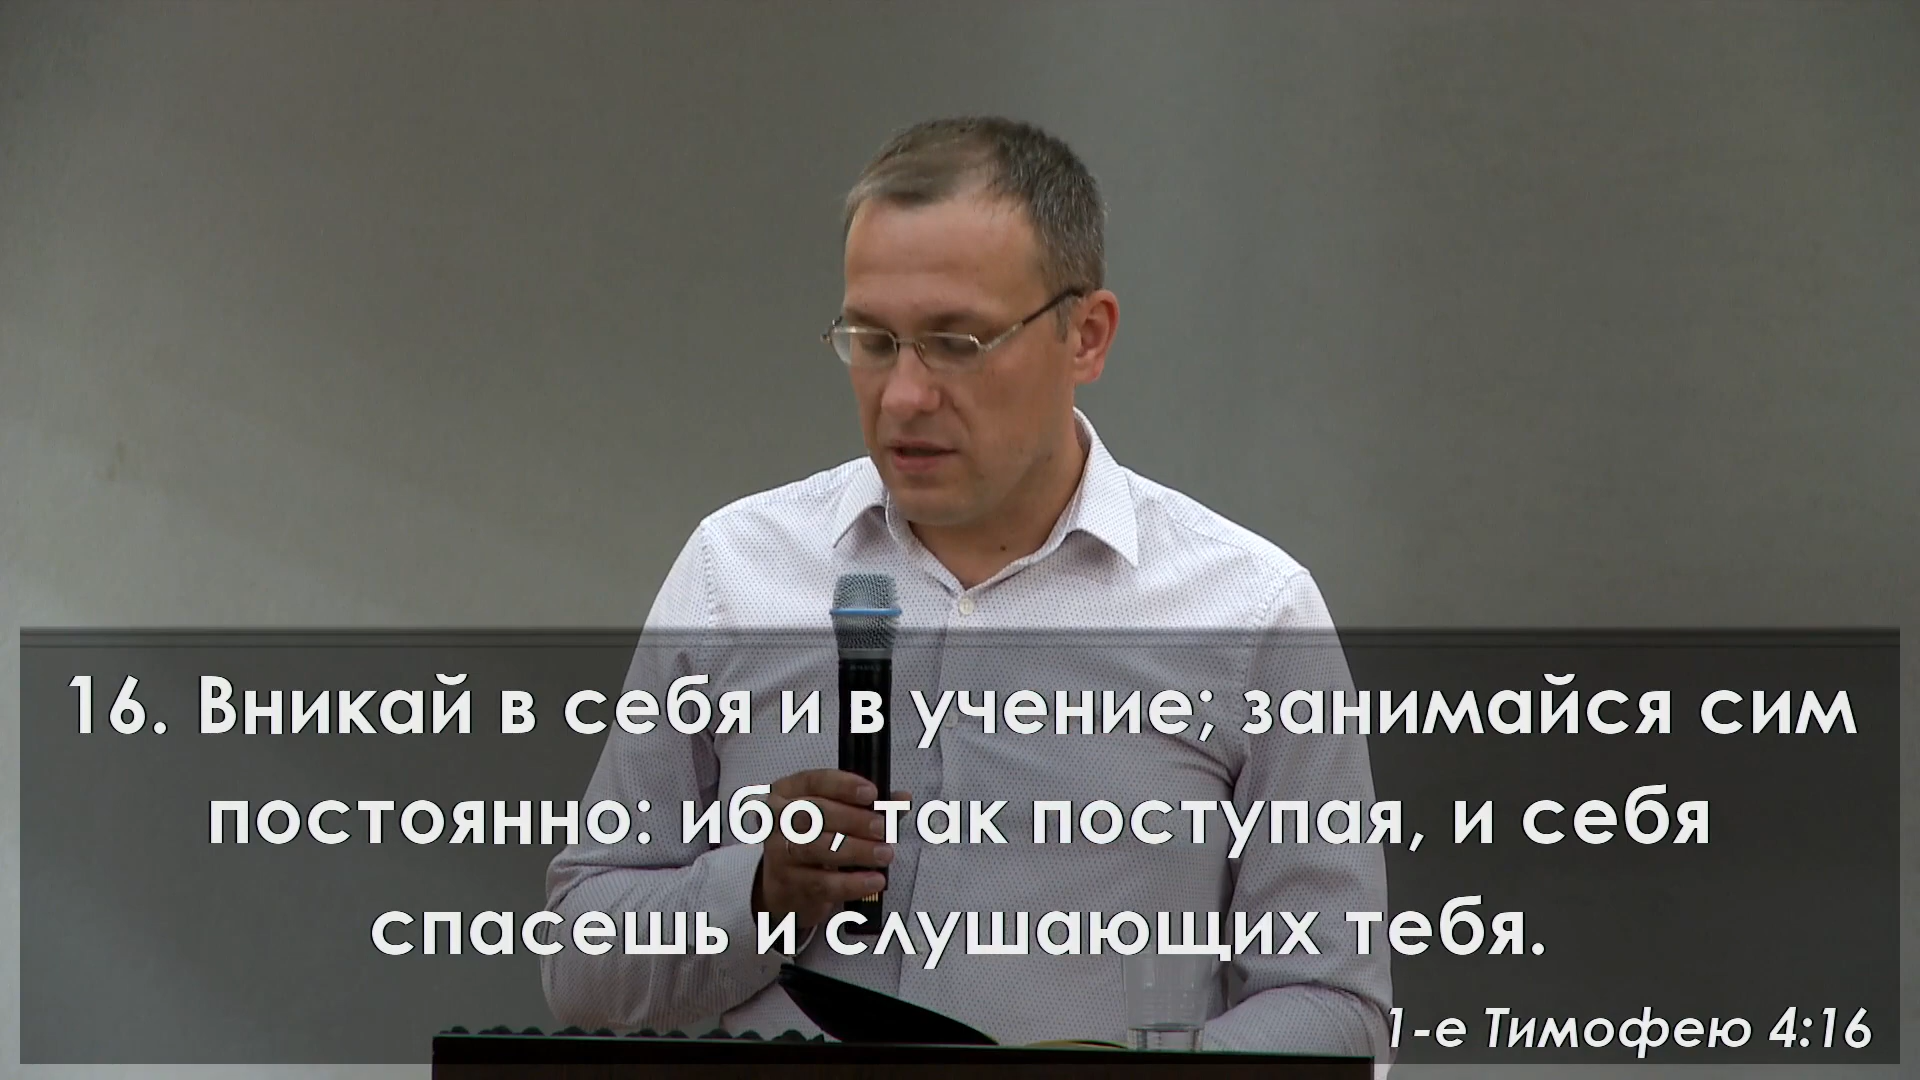 16. Вникай в себя и в учение; занимайся сим
постоянно: ибо, так поступая, и себя
спасешь и слушающих тебя.
1-е Тимофею 4:16